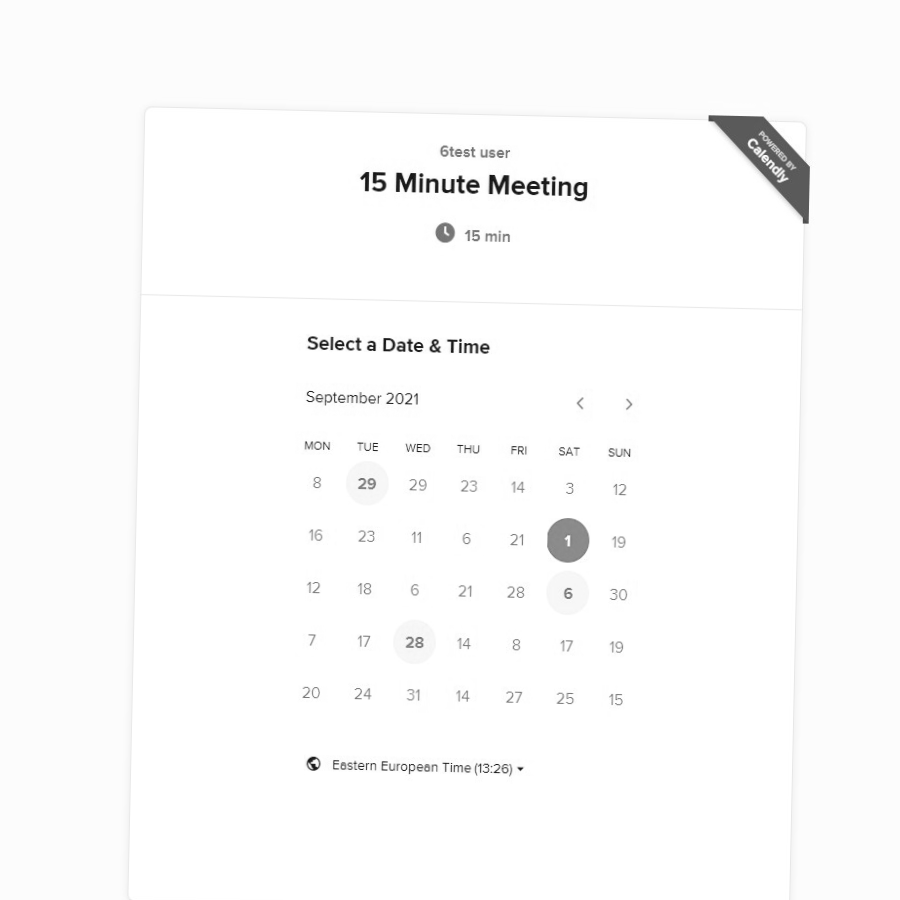 POWERED BY
Calendly
6test user
15 Minute Meeting
15 min
Select a Date & Time
September 2021
MON TUE WED THU FRI SAT SUN
8 29 29 23 14 3 12
16 23 11 6 21 1 19
12 18 6 21 28 6 30
7 17 28 14 8 17 19
20 24 31 14 27 25 15
Eastern European Time (13:26)